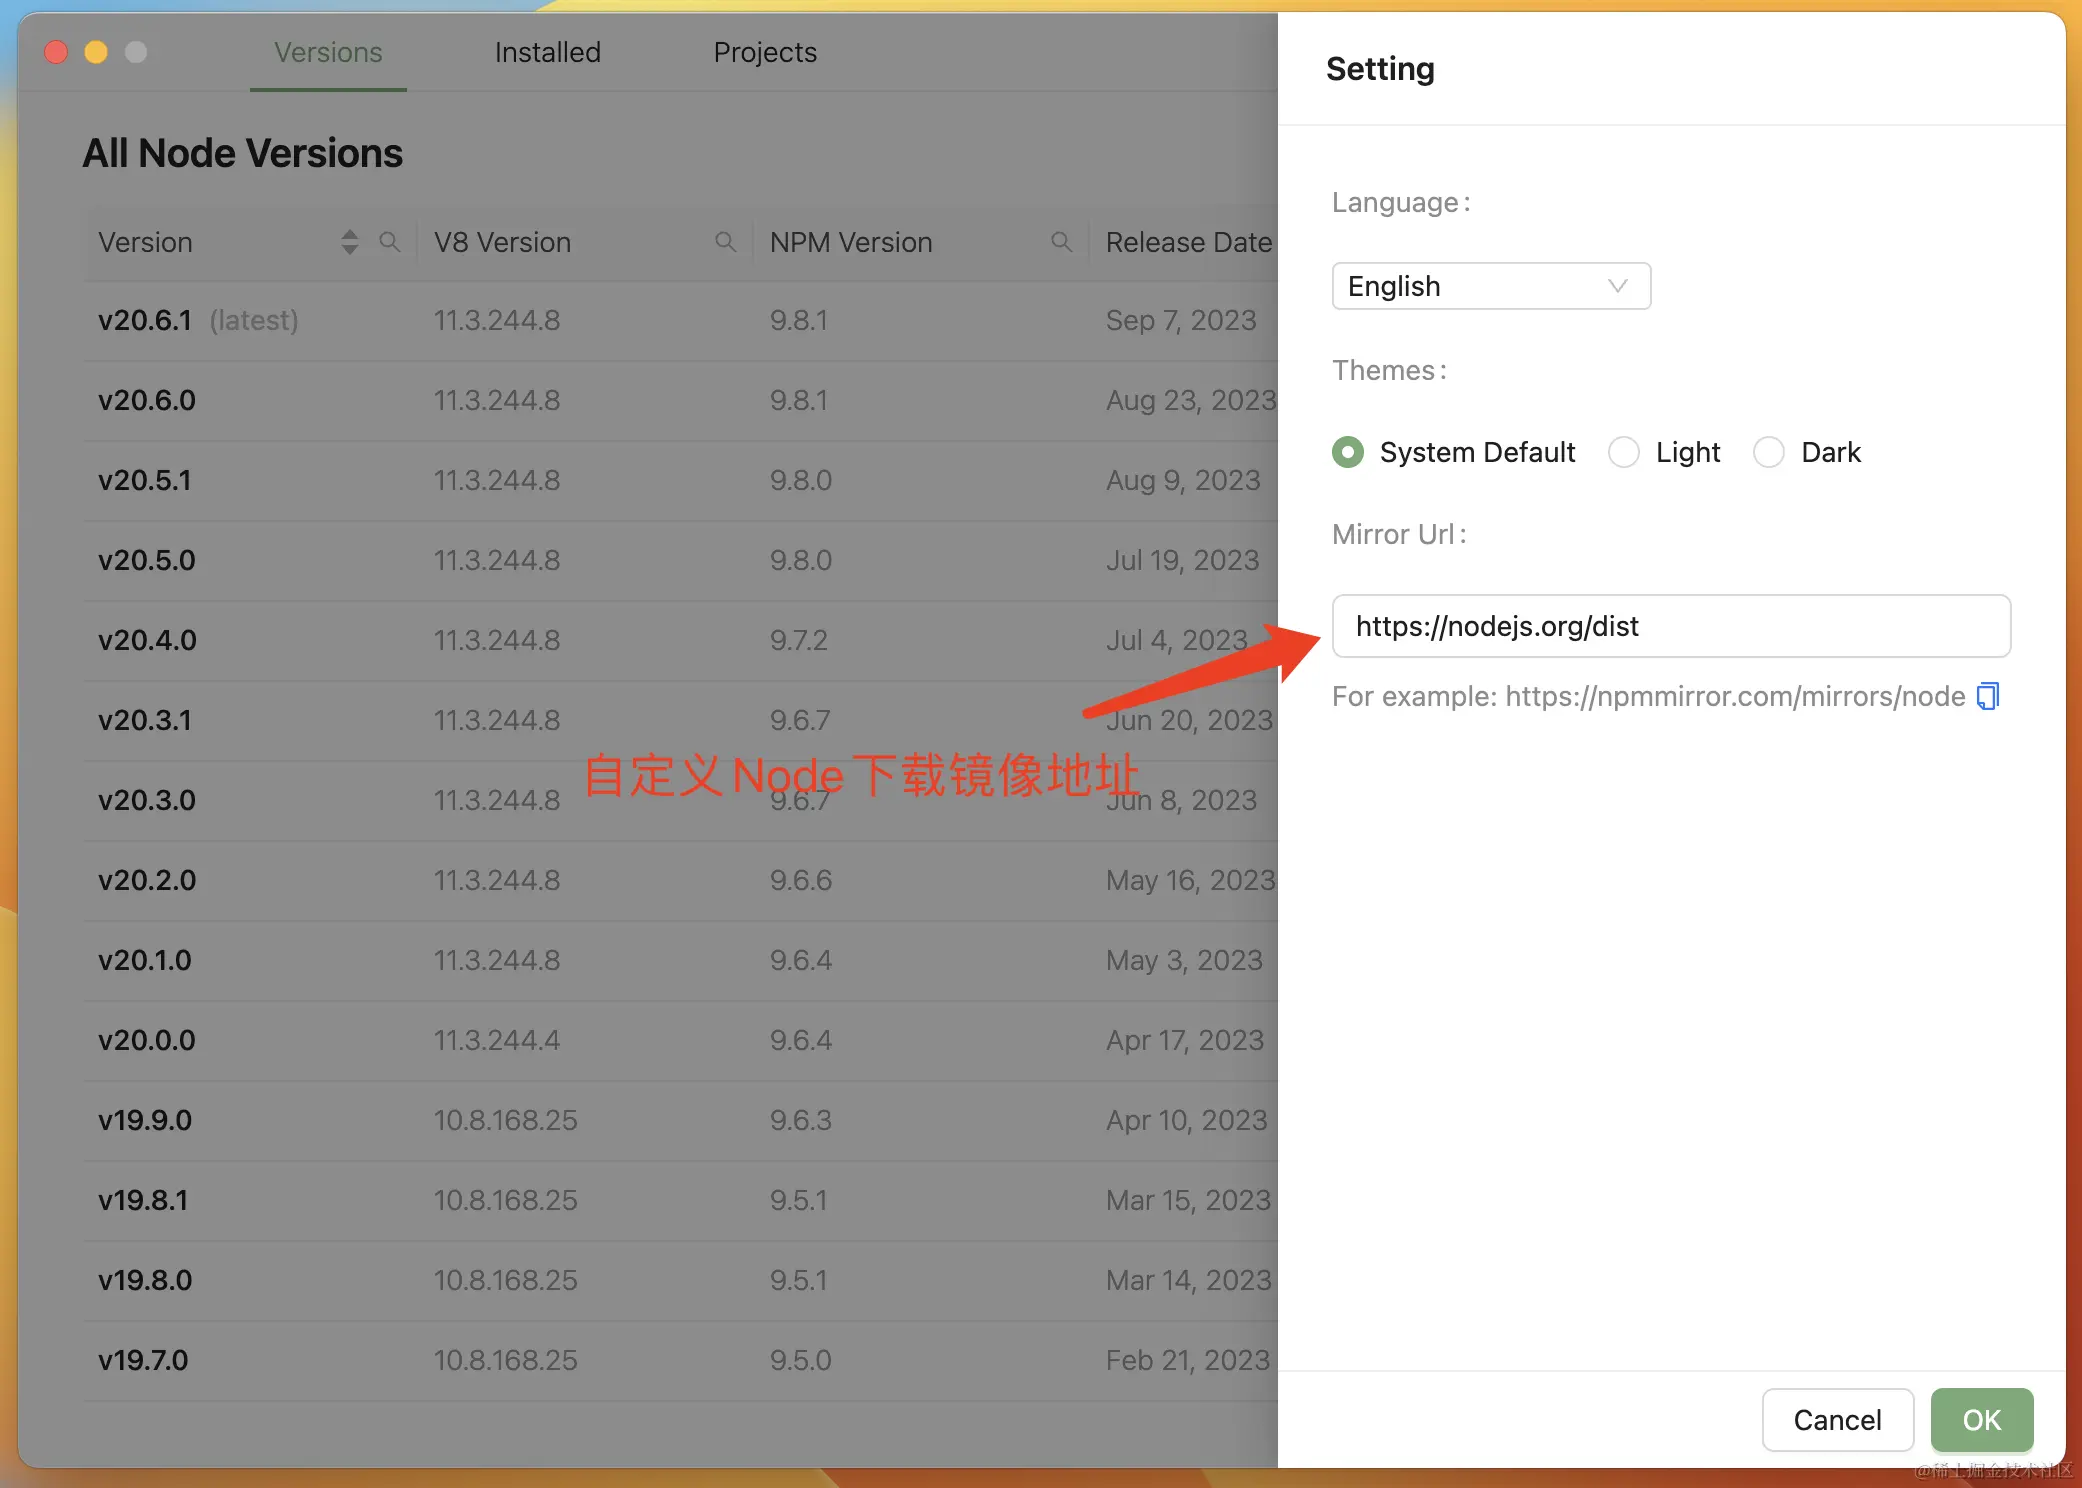 Versions Installed Projects
All Node Versions
Version V8 Version NPM Version Release Date
v20.6.1 (latest) 11.3.244.8 9.8.1 Sep 7, 2023
v20.6.0 11.3.244.8 9.8.1 Aug 23, 2023
v20.5.1 11.3.244.8 9.8.0 Aug 9, 2023
v20.5.0 11.3.244.8 9.8.0 Jul 19, 2023
v20.4.0 11.3.244.8 9.7.2 Jul 4, 2023
v20.3.1 11.3.244.8 9.6.7 Jun 20, 2023
自定义Node下载镜像地址
v20.3.0 11.3.244.8 9.6.7 Jun 8, 2023
v20.2.0 11.3.244.8 9.6.6 May 16, 2023
v20.1.0 11.3.244.8 9.6.4 May 3, 2023
v20.0.0 11.3.244.4 9.6.4 Apr 17, 2023
v19.9.0 10.8.168.25 9.6.3 Apr 10, 2023
v19.8.1 10.8.168.25 9.5.1 Mar 15, 2023
v19.8.0 10.8.168.25 9.5.1 Mar 14, 2023
v19.7.0 10.8.168.25 9.5.0 Feb 21, 2023
Setting
Language:
English
Themes:
System Default Light Dark
Mirror Url:
https://nodejs.org/dist
For example: https://npmmirror.com/mirrors/node
Cancel OK
@稀土掘金技术社区